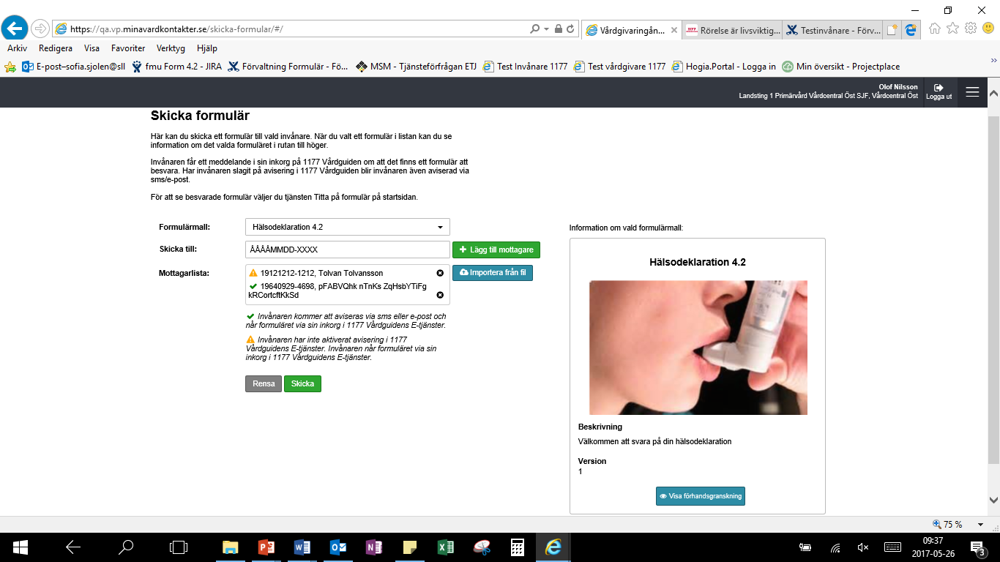 https://qa.vp.minavardkontakter.se/skicka-formular/#/
Vårdgivaringån...
1177 Rörelse är livsviktig...
Testinvånare - Förv...
Arkiv Redigera Visa Favoriter Verktyg Hjälp
E-post–sofia.sjolen@sll
fmu Form 4.2 - JIRA
Förvaltning Formulär - Fö...
MSM - Tjänsteförfrågan ETJ
Test Invånare 1177
Test vårdgivare 1177
Hogia.Portal - Logga in
Min översikt - Projectplace
Olof Nilsson
Landsting 1 Primärvård Vårdcentral Öst SJF, Vårdcentral Öst
Logga ut
Skicka formulär
Här kan du skicka ett formulär till vald invånare. När du valt ett formulär i listan kan du se
information om det valda formuläret i rutan till höger.
Invånaren får ett meddelande i sin inkorg på 1177 Vårdguiden om att det finns ett formulär att
besvara. Har invånaren slagit på avisering i 1177 Vårdguiden blir invånaren även aviserad via
sms/e-post.
För att se besvarade formulär väljer du tjänsten Titta på formulär på startsidan.
Formulärmall: Hälsodeklaration 4.2
Skicka till: ÅÅÅÅMMDD-XXXX Lägg till mottagare
Mottagarlista: 19121212-1212, Tolvan Tolvansson Importera från fil
19640929-4698, pFABVQhk nTnKs ZqHsbYTiFg
kRCortcftKkSd
Invånaren kommer att aviseras via sms eller e-post och
når formuläret via sin inkorg i 1177 Vårdguidens E-tjänster.
Invånaren har inte aktiverat avisering i 1177
Vårdguidens E-tjänster. Invånaren når formuläret via sin
inkorg i 1177 Vårdguidens E-tjänster.
Rensa Skicka
Information om vald formulärmall:
Hälsodeklaration 4.2
Beskrivning
Välkommen att svara på din hälsodeklaration
Version
1
Visa förhandsgranskning
75 %
09:37
2017-05-26
3